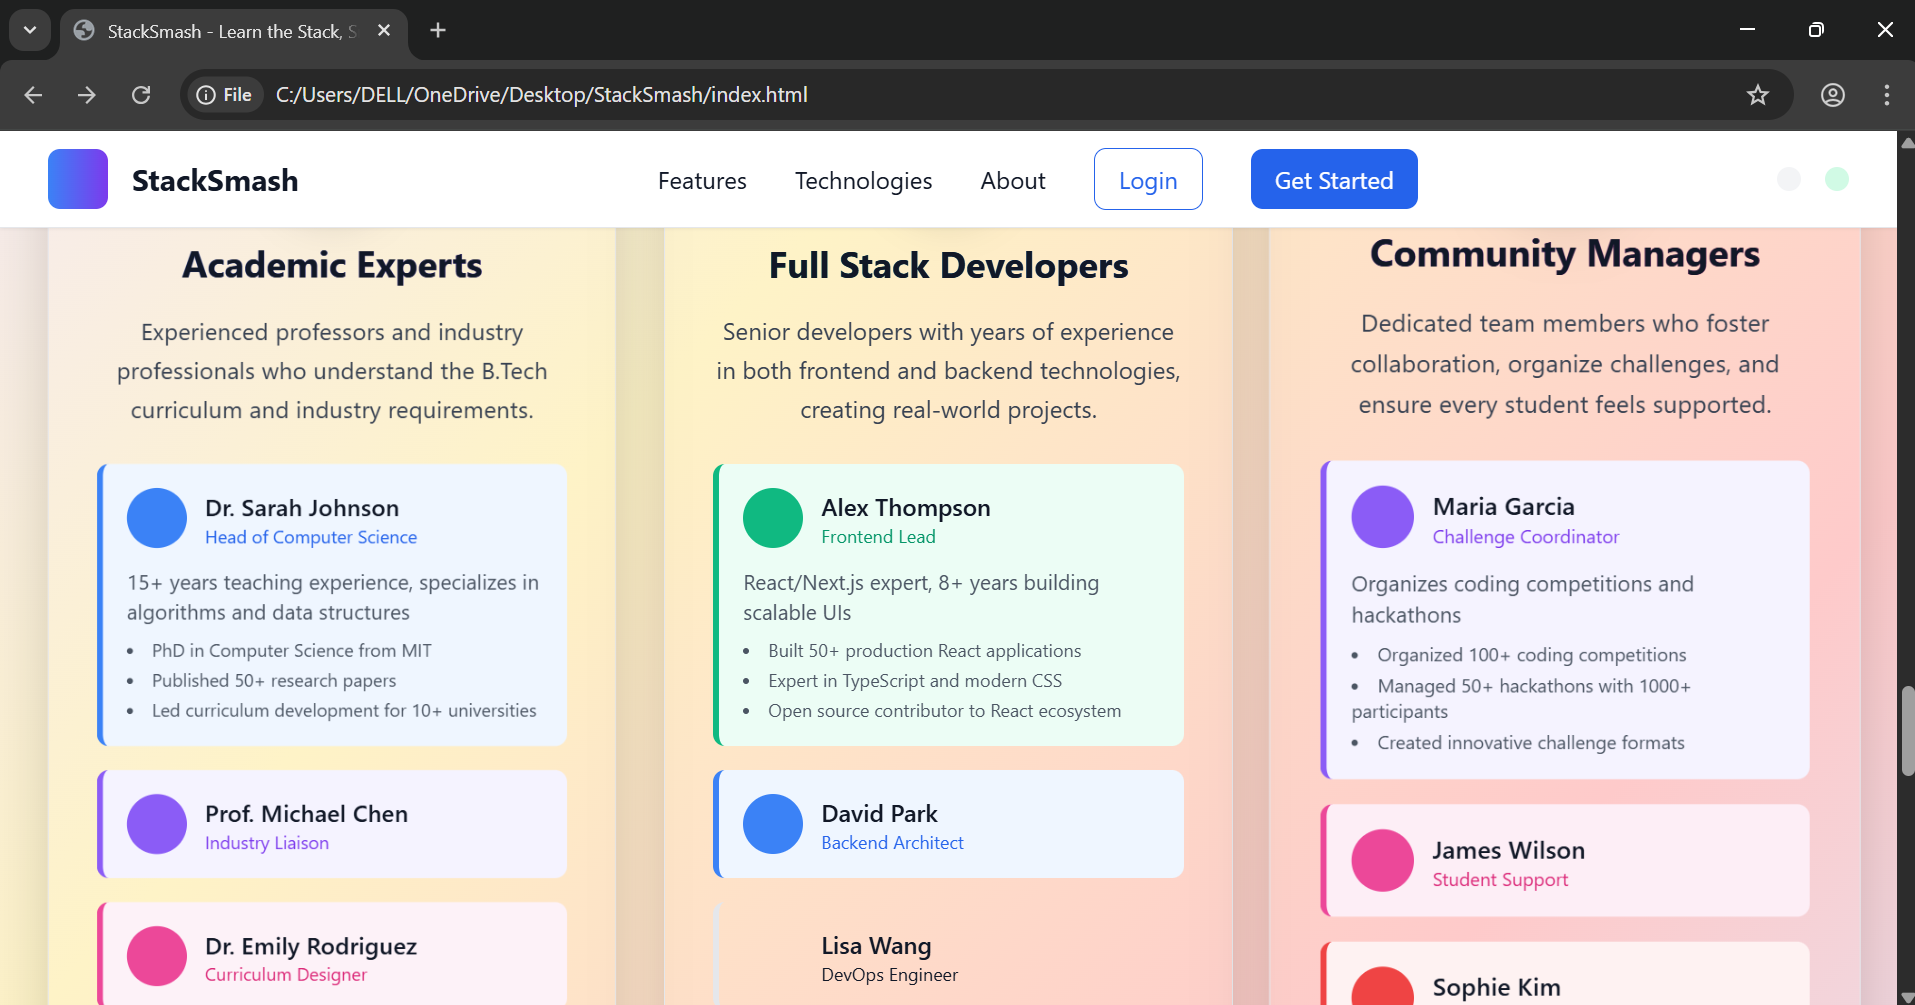 StackSmash - Learn the Stack, S
File
C:/Users/DELL/OneDrive/Desktop/StackSmash/index.html
StackSmash
Features
Technologies
About
Login
Get Started
Academic Experts
Experienced professors and industry
professionals who understand the B.Tech
curriculum and industry requirements.
Dr. Sarah Johnson
Head of Computer Science
15+ years teaching experience, specializes in
algorithms and data structures
• PhD in Computer Science from MIT
• Published 50+ research papers
• Led curriculum development for 10+ universities
Prof. Michael Chen
Industry Liaison
Dr. Emily Rodriguez
Curriculum Designer
Full Stack Developers
Senior developers with years of experience
in both frontend and backend technologies,
creating real-world projects.
Alex Thompson
Frontend Lead
React/Next.js expert, 8+ years building
scalable UIs
• Built 50+ production React applications
• Expert in TypeScript and modern CSS
• Open source contributor to React ecosystem
David Park
Backend Architect
Lisa Wang
DevOps Engineer
Community Managers
Dedicated team members who foster
collaboration, organize challenges, and
ensure every student feels supported.
Maria Garcia
Challenge Coordinator
Organizes coding competitions and
hackathons
• Organized 100+ coding competitions
• Managed 50+ hackathons with 1000+
participants
• Created innovative challenge formats
James Wilson
Student Support
Sophie Kim